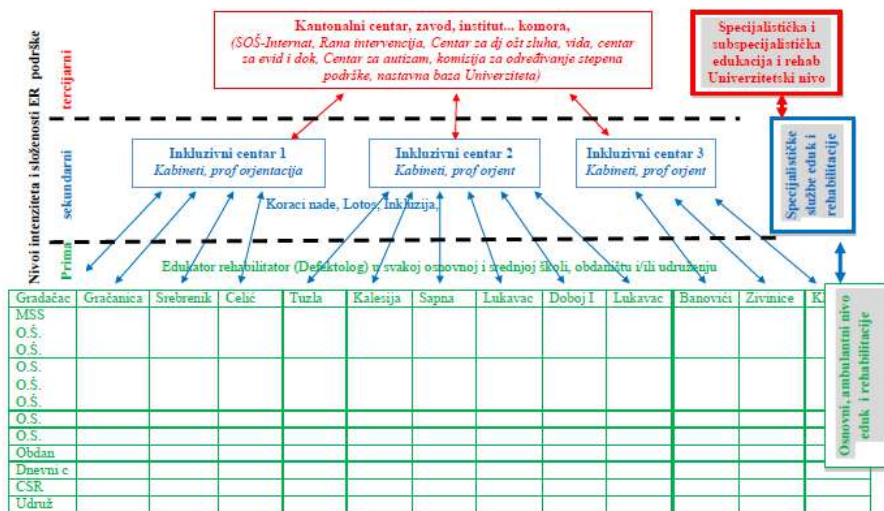 Kantonalni centar, zavod, institut... komora,
(SOŠ-Internat, Rana intervencija, Centar za dj ošt sluha, vida, centar
za evid i dok, Centar za autizam, komisija za određivanje stepena
podrške, nastavna baza Univerziteta)
Specijalistička i
subspecijalistička
edukacija i rehab
Univerzitetski nivo
Nivoi intenziteta i složenosti ER podrške
tercijarni
sekundarni
Prima
Inkluzivni centar 1
Kabineti, prof orjentacija
Inkluzivni centar 2
Kabineti, prof orjent
Inkluzivni centar 3
Kabineti, prof orjent
Specijalističke
službe eduk i
rehabilitacije
Koraci nade, Lotos, Inkluzija,
Edukator rehabilitator (Defektolog) u svakoj osnovnoj i srednjoj školi, obdaništu i/ili udruženju
Gradačac Gračanica Srebrenik Čelić Tuzla Kalesija Sapna Lukavac Doboj I Lukavac Banovići Zivinice
MSS
O.Š.
O.Š.
O.S.
O.Š.
O.Š.
O.S.
O.S.
Obdan
Dnevni c
CSR
Udruž
Osnovni, ambulantni nivo
eduk i rehabilitacije